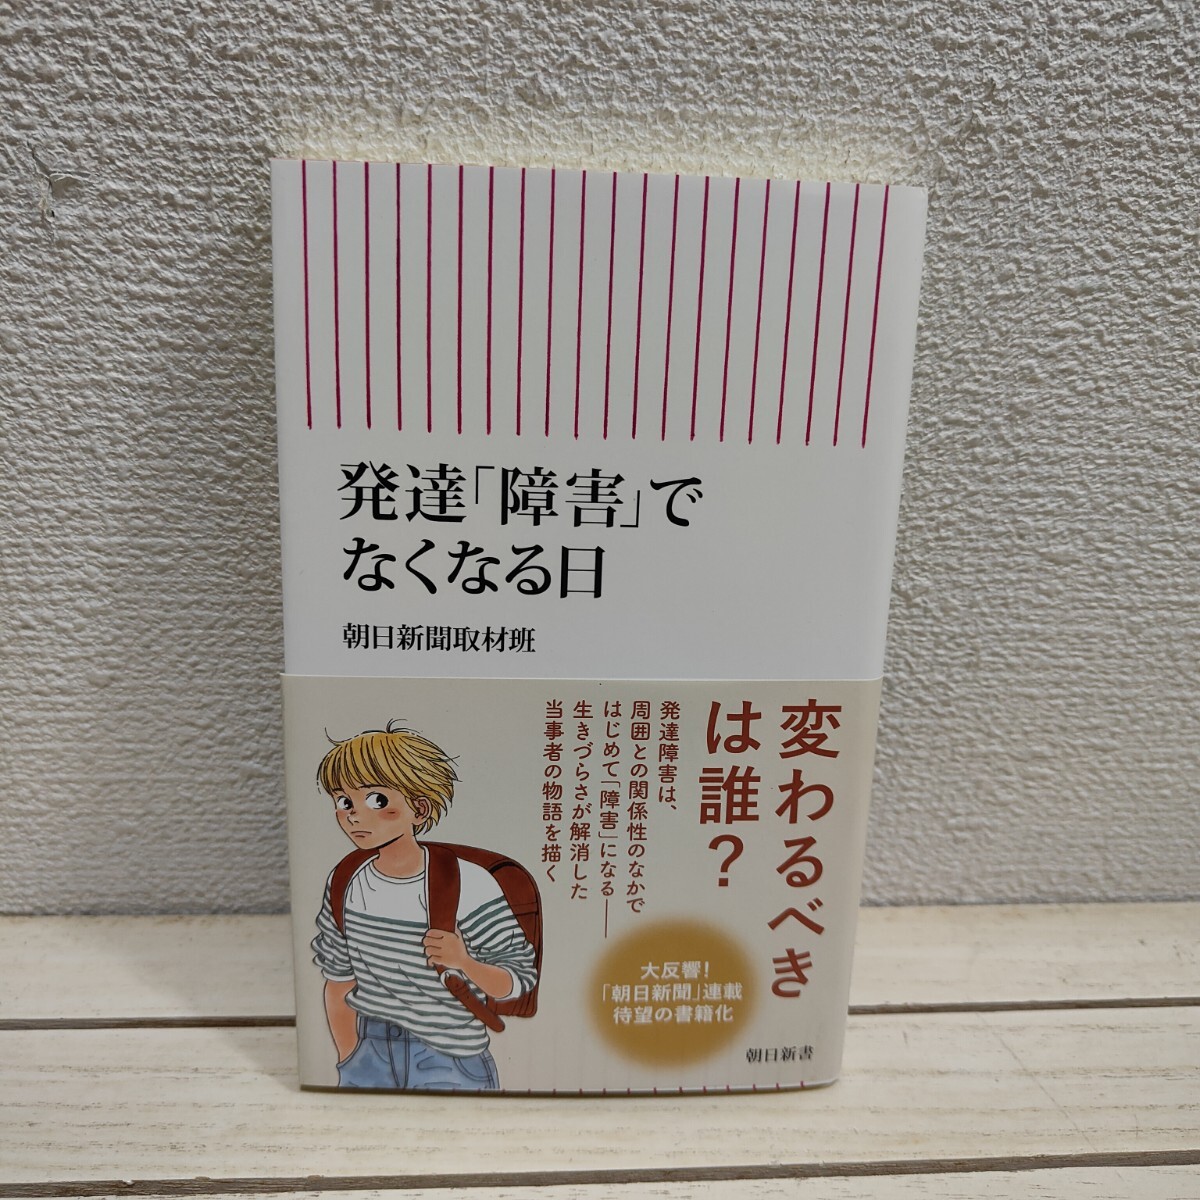 発達「障害」で
なくなる日
朝日新聞取材班
変わるべき
は誰？
発達障害は、
周囲との関係性のなかで
はじめて「障害」になる――
生きづらさが解消した
当事者の物語を描く
大反響！
「朝日新聞」連載
待望の書籍化
朝日新書